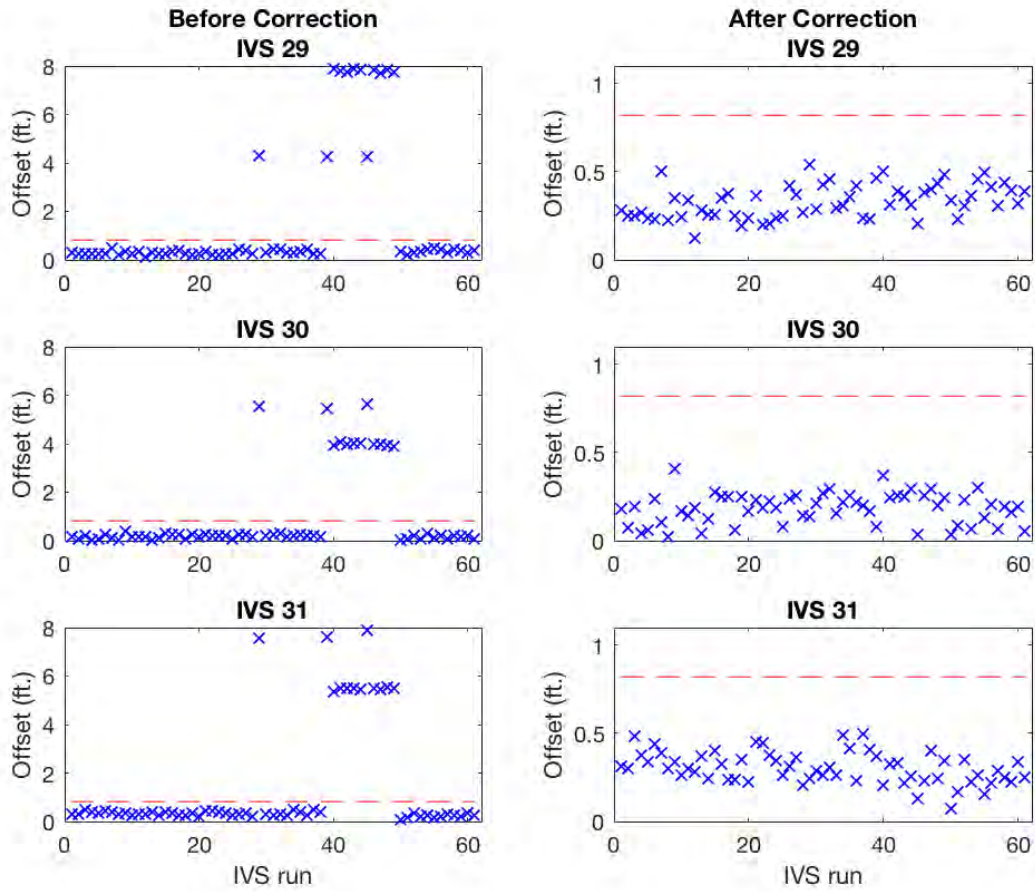 Before Correction
IVS 29
Offset (ft.)
8
6
4
2
0
0 20 40 60
After Correction
IVS 29
Offset (ft.)
1
0.5
0
0 20 40 60
IVS 30
Offset (ft.)
8
6
4
2
0
0 20 40 60
IVS 30
Offset (ft.)
1
0.5
0
0 20 40 60
IVS 31
Offset (ft.)
8
6
4
2
0
0 20 40 60
IVS run
IVS 31
Offset (ft.)
1
0.5
0
0 20 40 60
IVS run